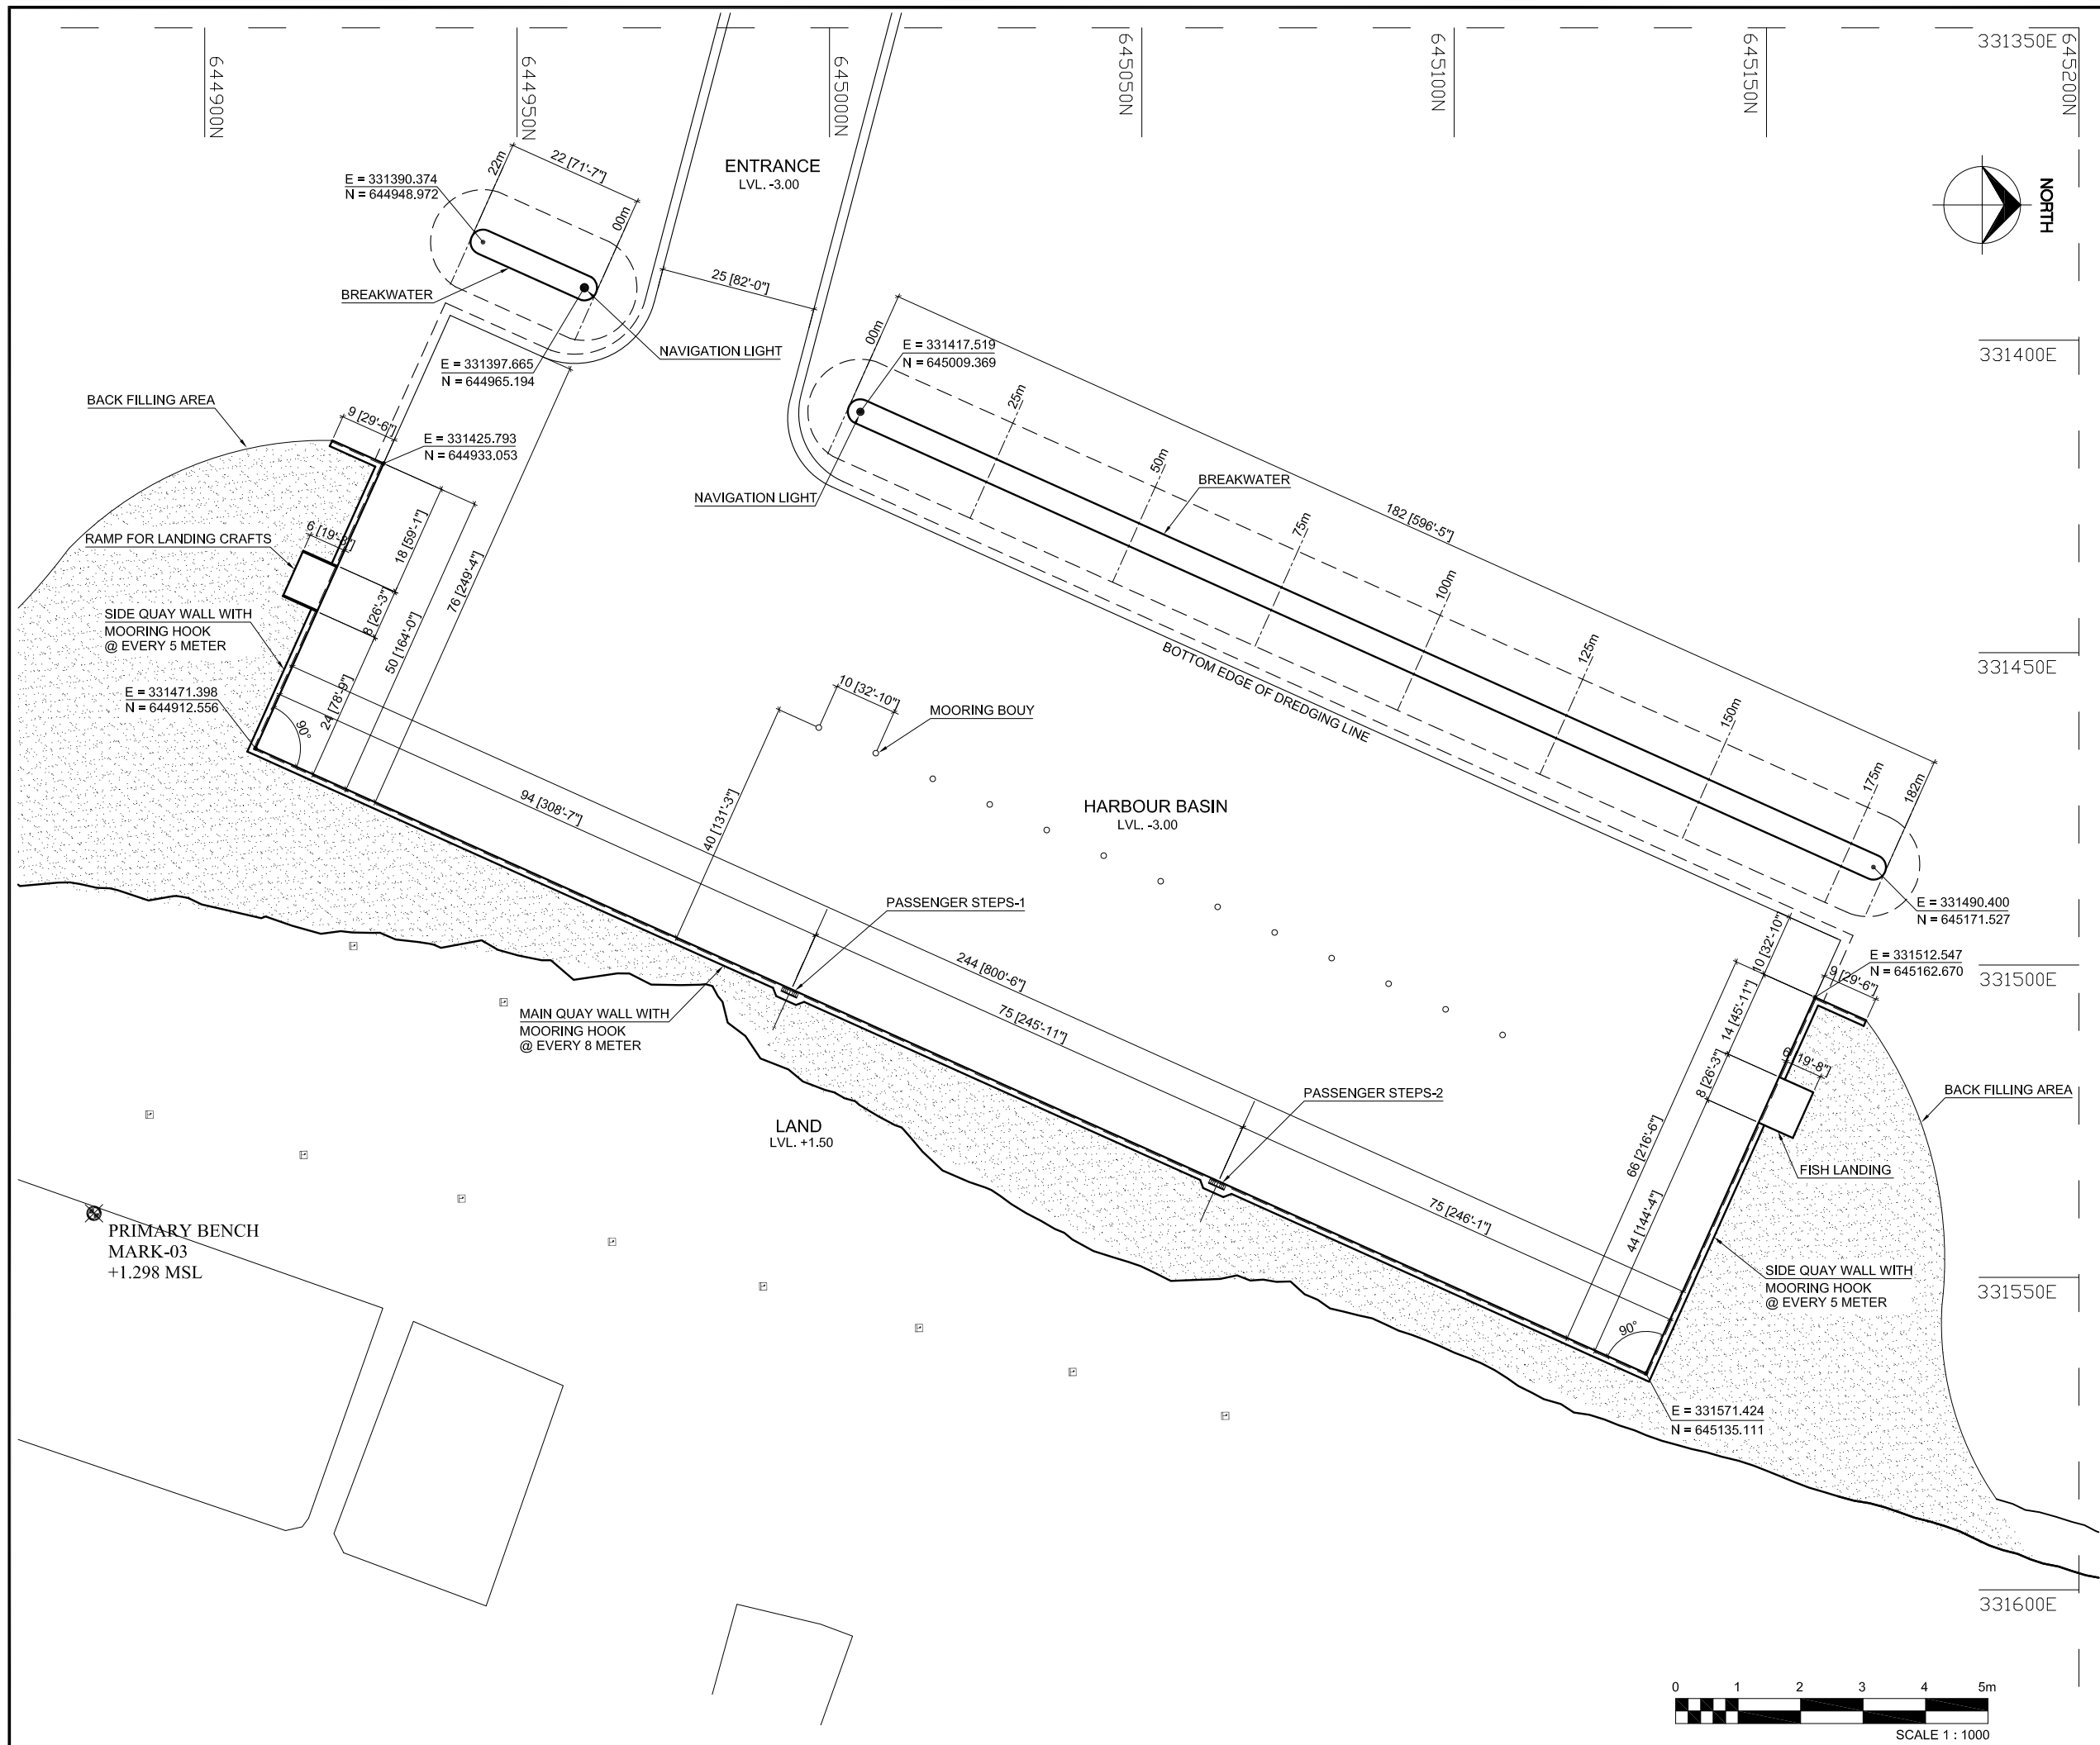 644900N
644950N
645000N
645050N
645100N
645150N
645200N
331350E
331400E
331450E
331500E
331550E
331600E
NORTH
ENTRANCE
LVL. -3.00
22m
22 [71'-7"]
00m
E = 331390.374
N = 644948.972
BREAKWATER
25 [82'-0"]
NAVIGATION LIGHT
E = 331397.665
N = 644965.194
00m
E = 331417.519
N = 645009.369
NAVIGATION LIGHT
25m
50m
75m
100m
125m
150m
175m
182m
BREAKWATER
182 [596'-5"]
BOTTOM EDGE OF DREDGING LINE
BACK FILLING AREA
9 [29'-6"]
E = 331425.793
N = 644933.053
18 [59'-1"]
6 [19'-8"]
RAMP FOR LANDING CRAFTS
8 [26'-3"]
76 [249'-4"]
50 [164'-0"]
24 [78'-9"]
SIDE QUAY WALL WITH
MOORING HOOK
@ EVERY 5 METER
E = 331471.398
N = 644912.556
90°
10 [32'-10"]
MOORING BOUY
40 [131'-3"]
94 [308'-7"]
HARBOUR BASIN
LVL. -3.00
PASSENGER STEPS-1
244 [800'-6"]
75 [245'-11"]
MAIN QUAY WALL WITH
MOORING HOOK
@ EVERY 8 METER
E = 331490.400
N = 645171.527
10 [32'-10"]
E = 331512.547
N = 645162.670
9 [29'-6"]
14 [45'-11"]
6 [19'-8"]
8 [26'-3"]
66 [216'-6"]
44 [144'-4"]
BACK FILLING AREA
FISH LANDING
PASSENGER STEPS-2
75 [246'-1"]
LAND
LVL. +1.50
SIDE QUAY WALL WITH
MOORING HOOK
@ EVERY 5 METER
90°
E = 331571.424
N = 645135.111
PRIMARY BENCH
MARK-03
+1.298 MSL
0 1 2 3 4 5m
SCALE 1 : 1000